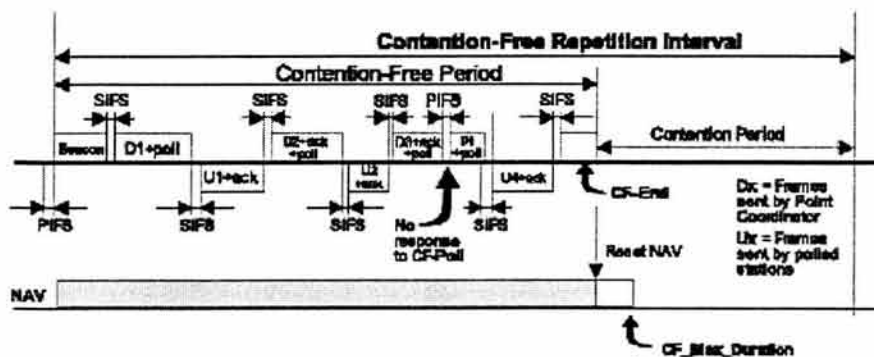 Contention-Free Repetition Interval
Contention-Free Period
SIFS
SIFS
SIFS
PIFS
SIFS
Contention Period
Beacon
D1+poll
D2+ack
+poll
D3+ack
+poll
+poll
U1+ack
U2
+ack
U4+ack
CF-End
PIFS
SIFS
SIFS
SIFS
No
response
to CF-Poll
Dx = Frames
sent by Point
Coordinator
Ux = Frames
sent by polled
stations
Reset NAV
NAV
CF_Max_Duration